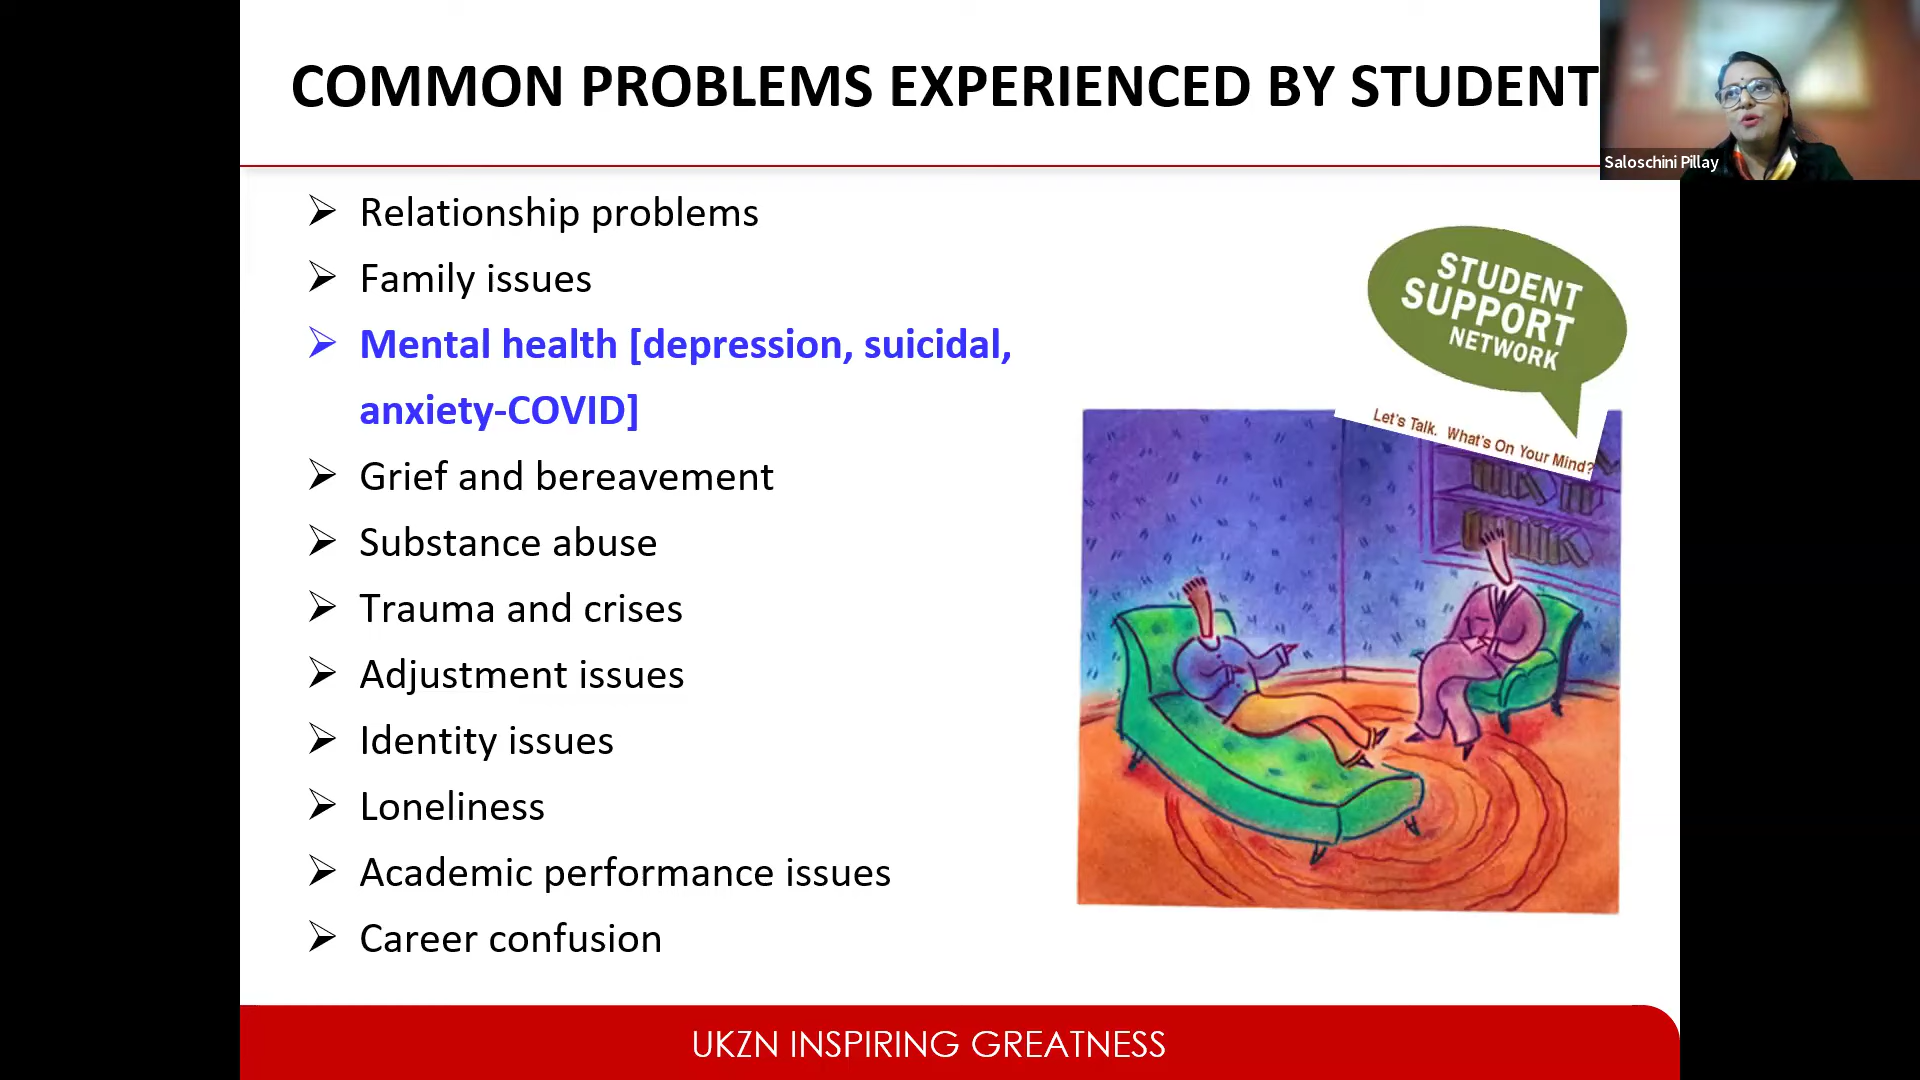 COMMON PROBLEMS EXPERIENCED BY STUDENT
Saloschini Pillay
Relationship problems
Family issues
Mental health [depression, suicidal,
anxiety-COVID]
Grief and bereavement
Substance abuse
Trauma and crises
Adjustment issues
Identity issues
Loneliness
Academic performance issues
Career confusion
STUDENT
SUPPORT
NETWORK
Let's Talk. What's On Your Mind?
UKZN INSPIRING GREATNESS